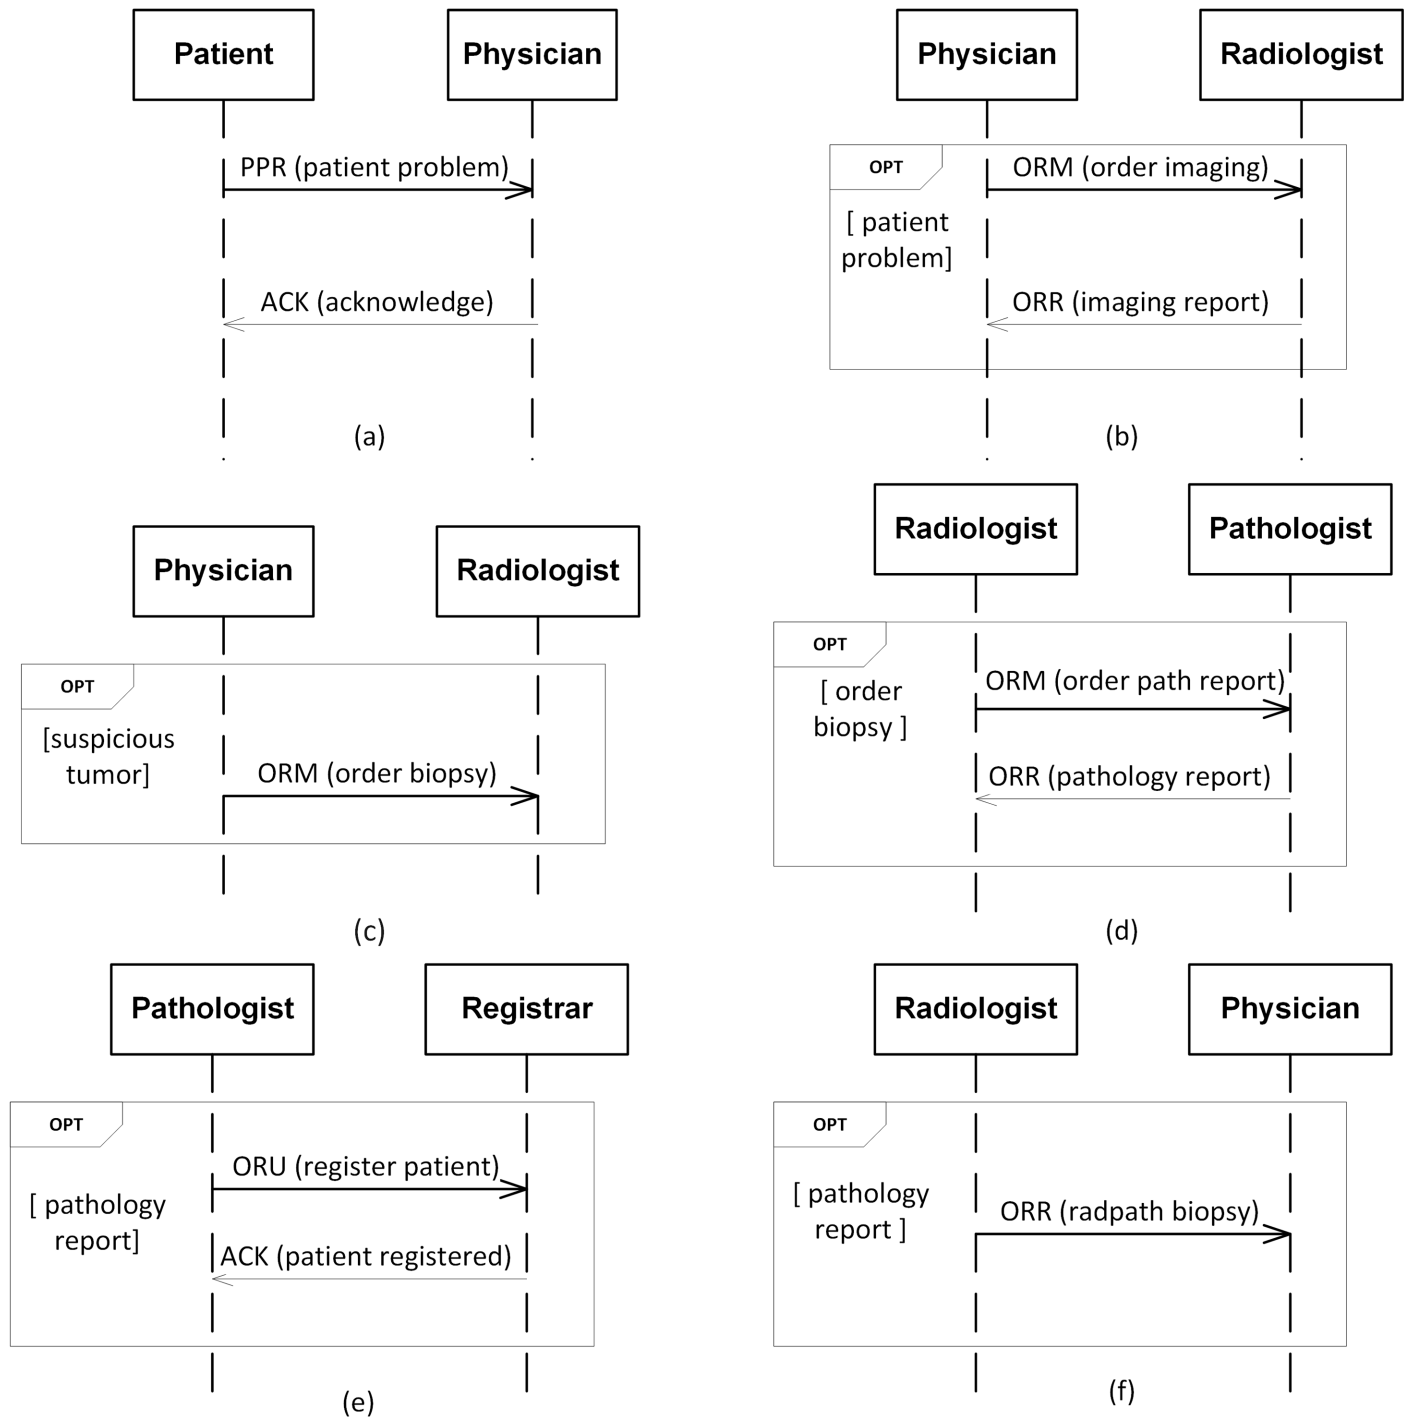 Patient
Physician
PPR (patient problem)
ACK (acknowledge)
(a)
Physician
Radiologist
OPT
ORM (order imaging)
[ patient
problem]
ORR (imaging report)
(b)
Physician
Radiologist
OPT
[suspicious
tumor]
ORM (order biopsy)
(c)
Radiologist
Pathologist
OPT
ORM (order path report)
[ order
biopsy ]
ORR (pathology report)
(d)
Pathologist
Registrar
OPT
ORU (register patient)
[ pathology
report]
ACK (patient registered)
(e)
Radiologist
Physician
OPT
[ pathology
report ]
ORR (radpath biopsy)
(f)